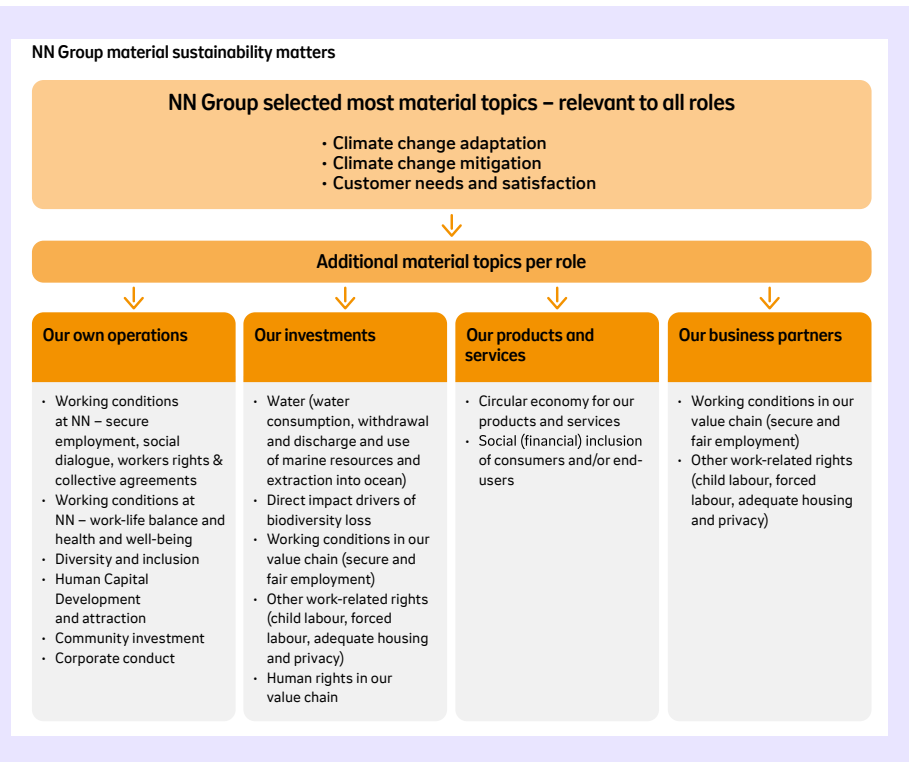 NN Group material sustainability matters
NN Group selected most material topics – relevant to all roles
• Climate change adaptation
• Climate change mitigation
• Customer needs and satisfaction
Additional material topics per role
Our own operations
• Working conditions
at NN – secure
employment, social
dialogue, workers rights &
collective agreements
• Working conditions at
NN – work-life balance and
health and well-being
• Diversity and inclusion
• Human Capital
Development
and attraction
• Community investment
• Corporate conduct
Our investments
• Water (water
consumption, withdrawal
and discharge and use
of marine resources and
extraction into ocean)
• Direct impact drivers of
biodiversity loss
• Working conditions in our
value chain (secure and
fair employment)
• Other work-related rights
(child labour, forced
labour, adequate housing
and privacy)
• Human rights in our
value chain
Our products and
services
• Circular economy for our
products and services
• Social (financial) inclusion
of consumers and/or end-
users
Our business partners
• Working conditions in our
value chain (secure and
fair employment)
• Other work-related rights
(child labour, forced
labour, adequate housing
and privacy)